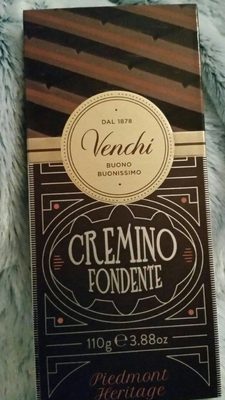 DAL 1878
Venchi
BUONO
BUONISSIMO
CREMINO
FONDENTE
110g ℮ 3.88oz
Piedmont
Heritage